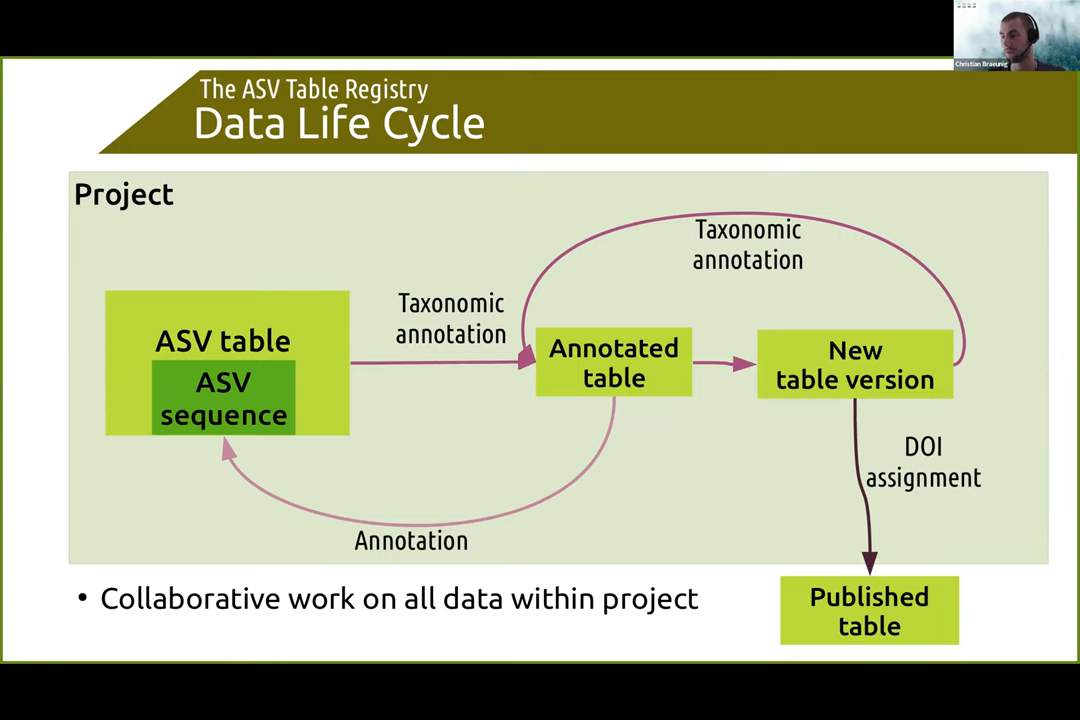 Christian Braeunig
The ASV Table Registry
Data Life Cycle
Project
Taxonomic
annotation
Taxonomic
annotation
ASV table
ASV
sequence
Annotated
table
New
table version
DOI
assignment
Annotation
• Collaborative work on all data within project
Published
table